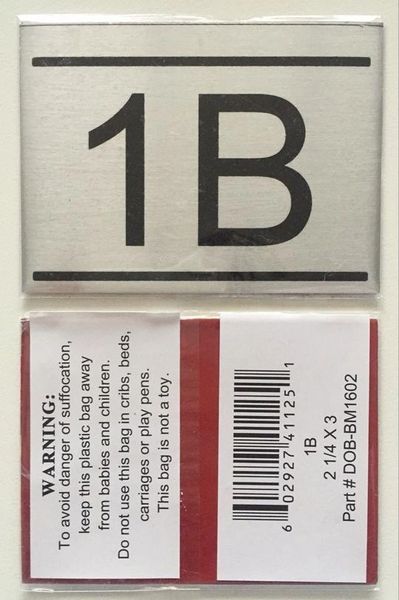 1B
WARNING:
To avoid danger of suffocation,
keep this plastic bag away
from babies and children.
Do not use this bag in cribs, beds,
carriages or play pens.
This bag is not a toy.
6 02927 41125 1
1B
2 1/4 X 3
Part # DOB-BM1602